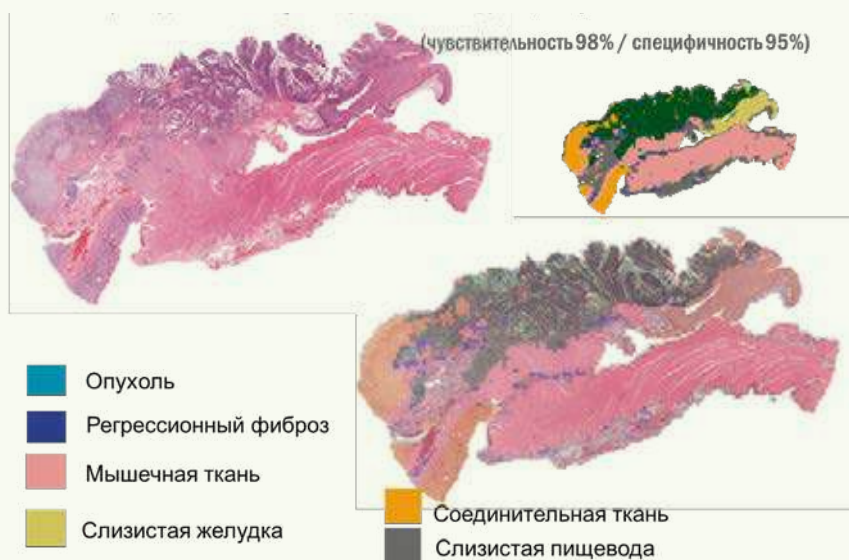 (чувствительность 98% / специфичность 95%)
Опухоль
Регрессионный фиброз
Мышечная ткань
Слизистая желудка
Соединительная ткань
Слизистая пищевода